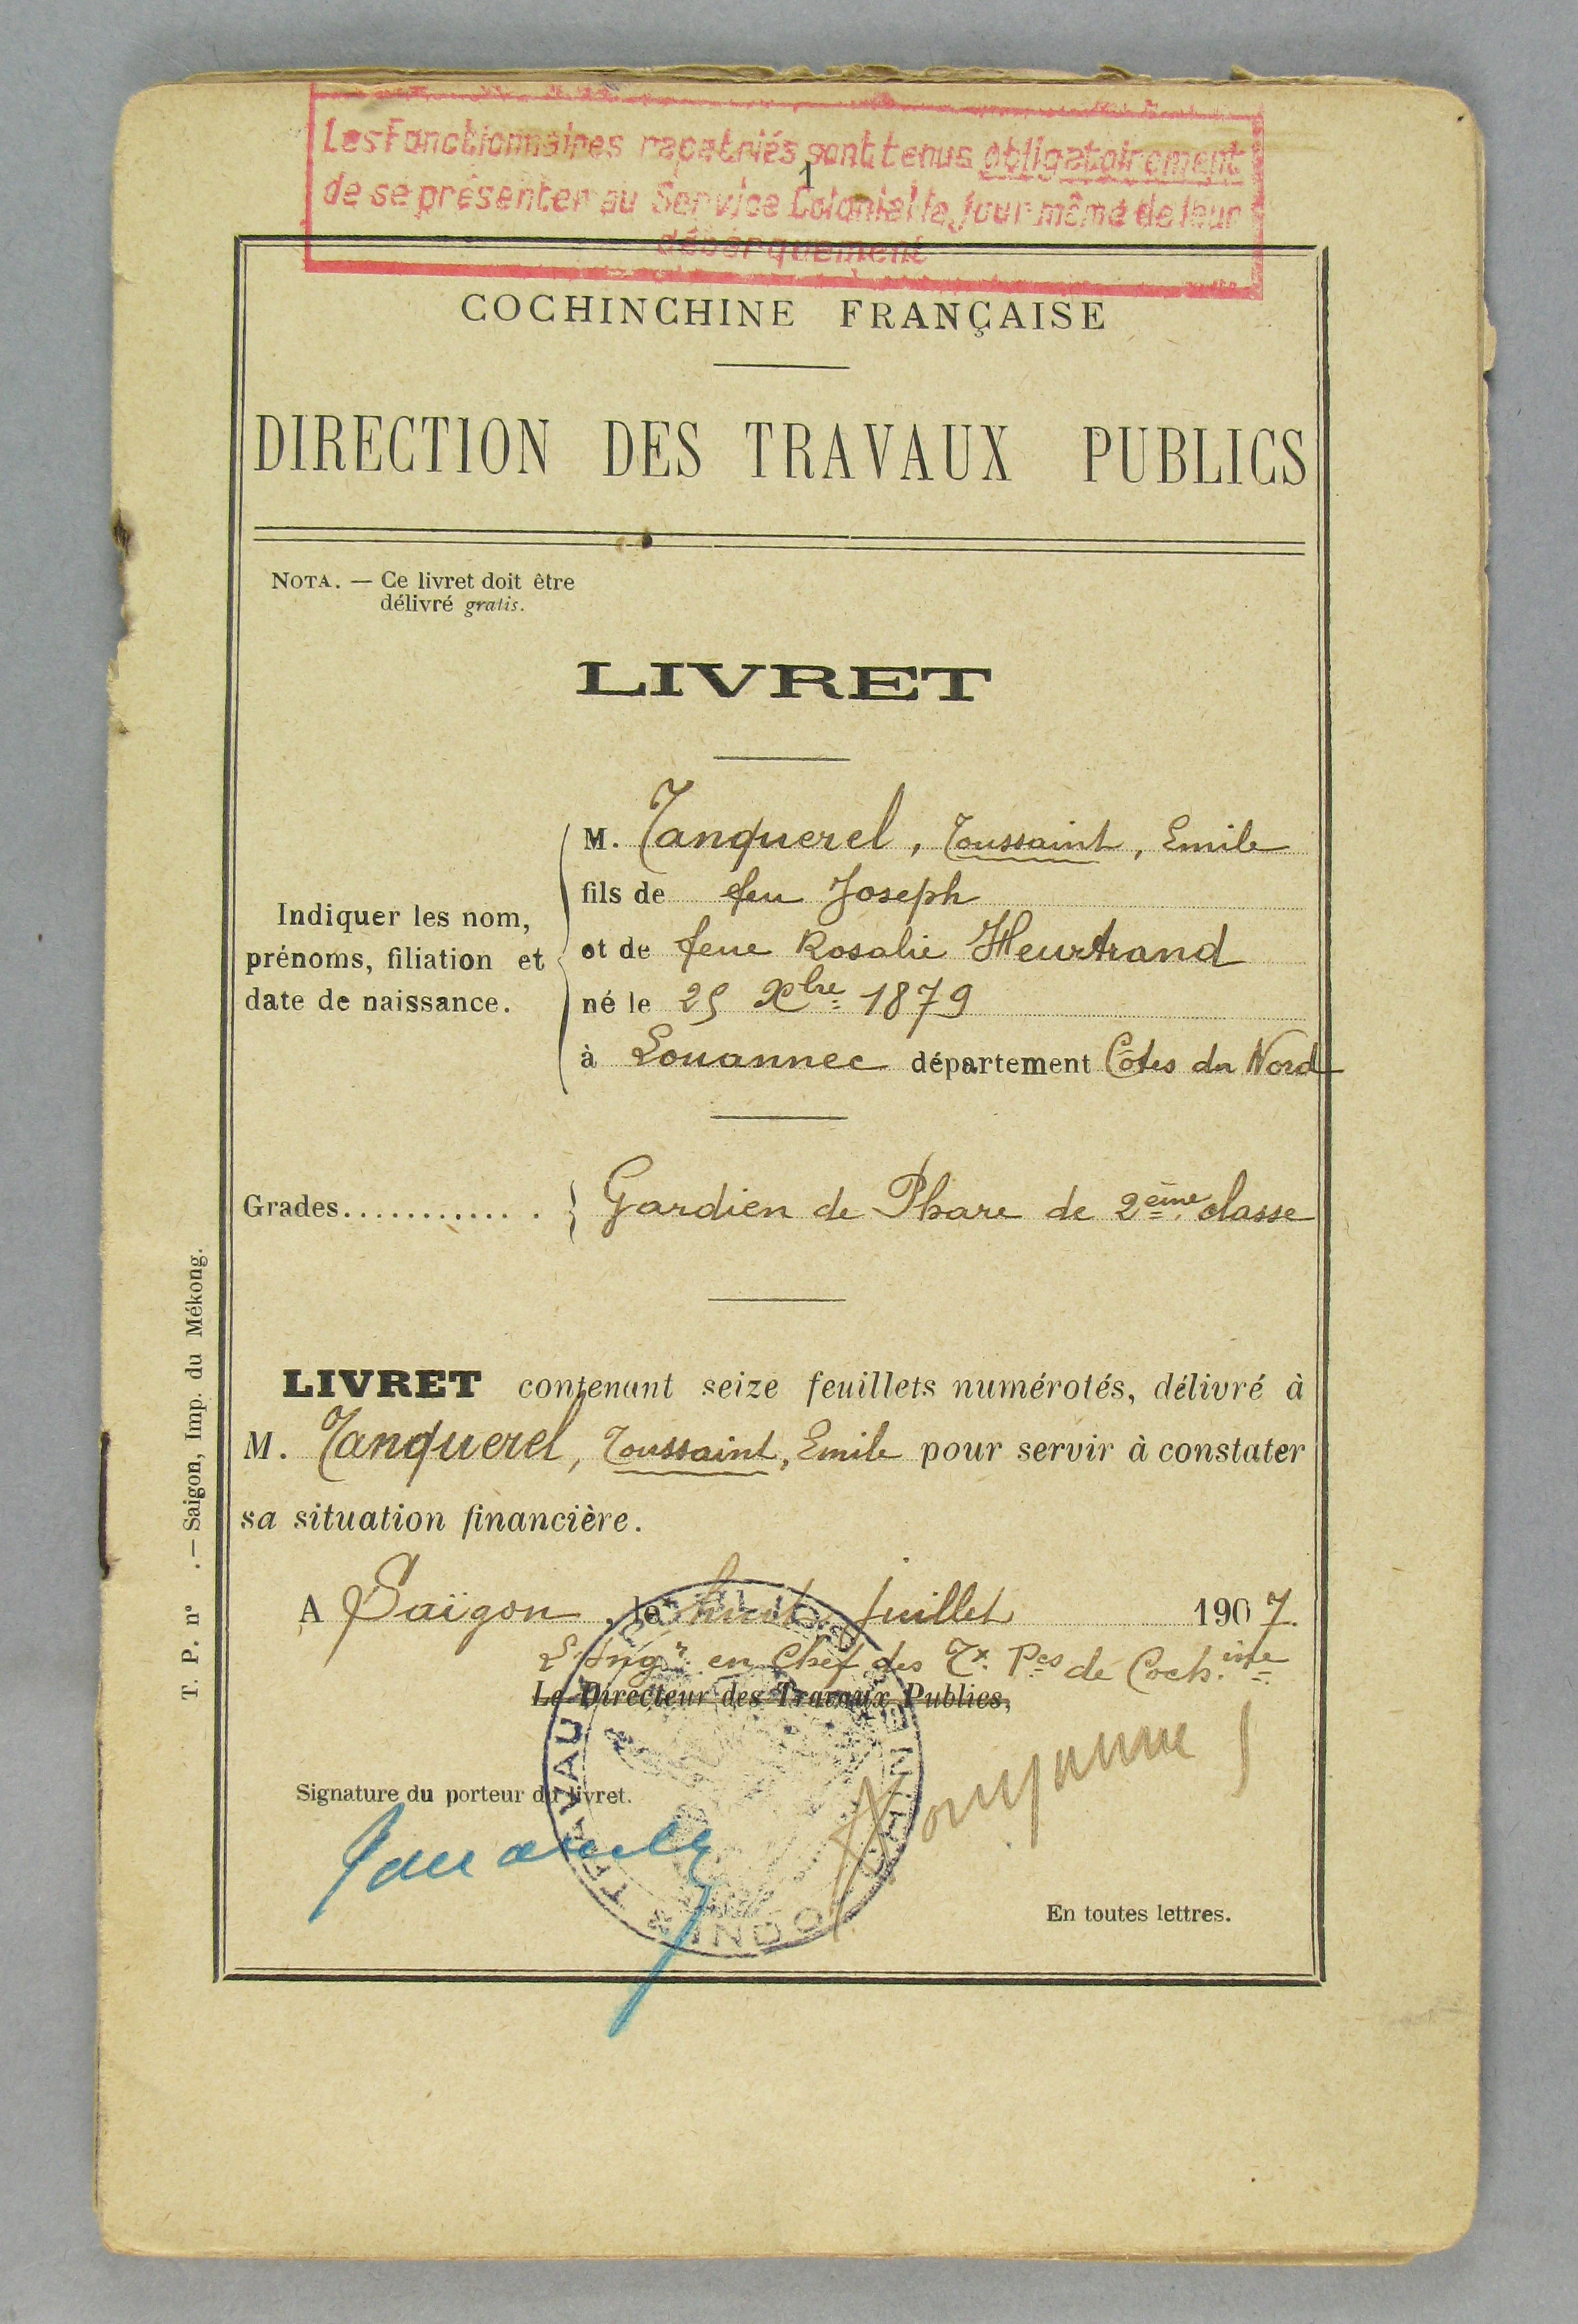 Les Fonctionnaires rapatriés sont tenus obligatoirement
1
de se présenter au Service Colonial le jour même de leur
débarquement
COCHINCHINE FRANÇAISE
DIRECTION DES TRAVAUX PUBLICS
NOTA. — Ce livret doit être
délivré gratis.
LIVRET
Indiquer les nom,
prénoms, filiation et
date de naissance.
M. Tanquerel, Toussaint, Emile
fils de feu Joseph
et de feue Rosalie Heurtrand
né le 25 Xbre 1879
à Louannec département Côtes du Nord
Grades............ Gardien de Phare de 2ème classe
LIVRET contenant seize feuillets numérotés, délivré à
M. Tanquerel, Toussaint, Emile pour servir à constater
sa situation financière.
A Saïgon, le huit Juillet 1907.
L'Ingr en Chef des Tx. Pcs de Coch.ine
Le Directeur des Travaux Publics,
Signature du porteur du livret.
En toutes lettres.
T. P. nº .— Saigon, Imp. du Mékong.